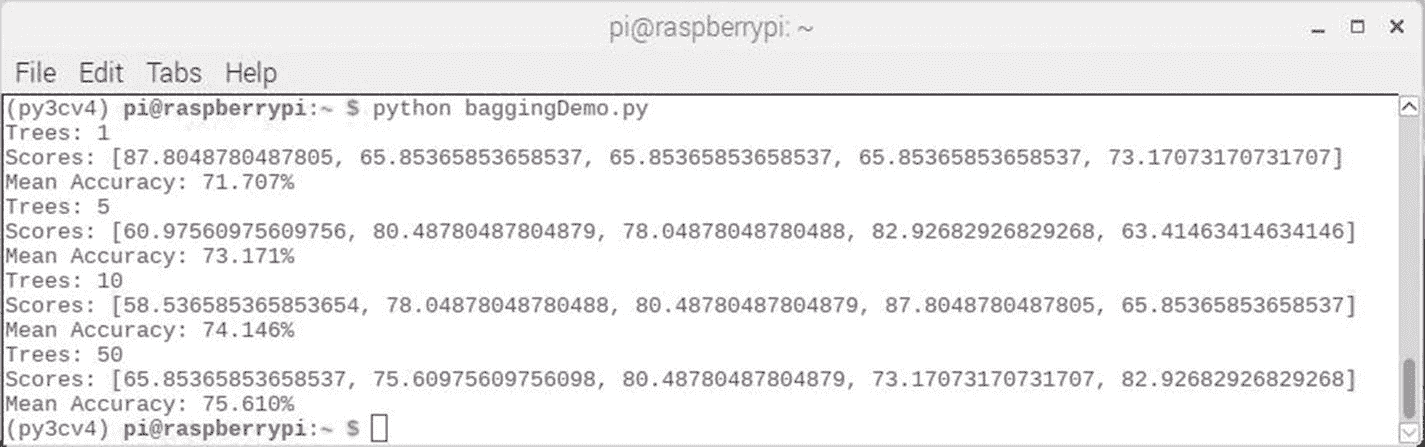 pi@raspberrypi: ~
File Edit Tabs Help
(py3cv4) pi@raspberrypi:~ $ python baggingDemo.py
Trees: 1
Scores: [87.8048780487805, 65.85365853658537, 65.85365853658537, 65.85365853658537, 73.17073170731707]
Mean Accuracy: 71.707%
Trees: 5
Scores: [60.97560975609756, 80.48780487804879, 78.04878048780488, 82.92682926829268, 63.41463414634146]
Mean Accuracy: 73.171%
Trees: 10
Scores: [58.536585365853654, 78.04878048780488, 80.48780487804879, 87.8048780487805, 65.85365853658537]
Mean Accuracy: 74.146%
Trees: 50
Scores: [65.85365853658537, 75.60975609756098, 80.48780487804879, 73.17073170731707, 82.92682926829268]
Mean Accuracy: 75.610%
(py3cv4) pi@raspberrypi:~ $